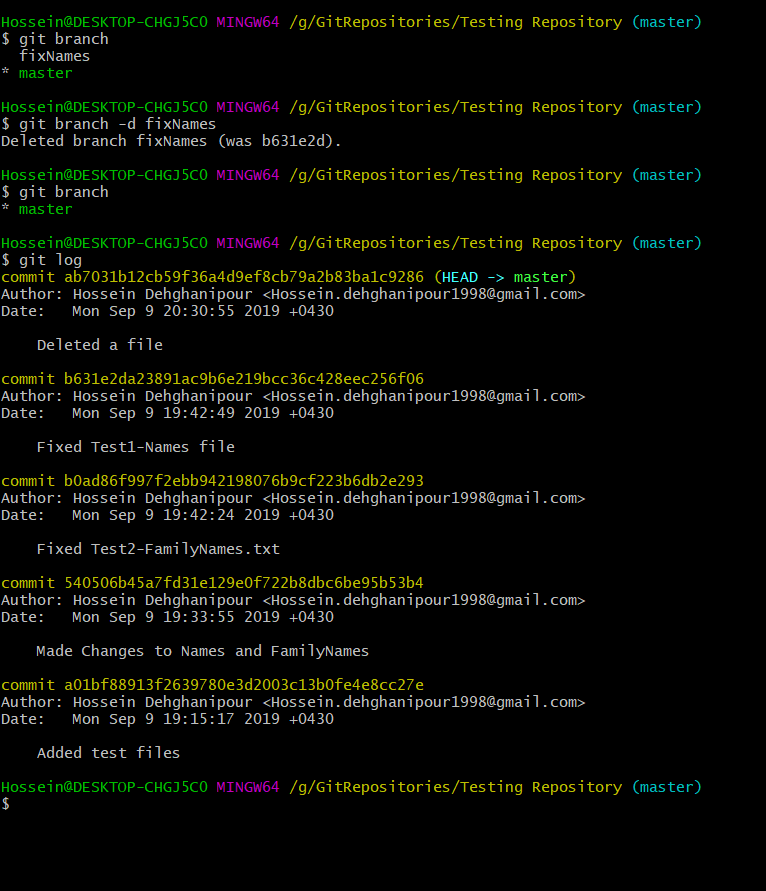 Hossein@DESKTOP-CHGJ5CO MINGW64 /g/GitRepositories/Testing Repository (master)
$ git branch
  fixNames
* master
Hossein@DESKTOP-CHGJ5CO MINGW64 /g/GitRepositories/Testing Repository (master)
$ git branch -d fixNames
Deleted branch fixNames (was b631e2d).
Hossein@DESKTOP-CHGJ5CO MINGW64 /g/GitRepositories/Testing Repository (master)
$ git branch
* master
Hossein@DESKTOP-CHGJ5CO MINGW64 /g/GitRepositories/Testing Repository (master)
$ git log
commit ab7031b12cb59f36a4d9ef8cb79a2b83ba1c9286 (HEAD -> master)
Author: Hossein Dehghanipour <Hossein.dehghanipour1998@gmail.com>
Date:   Mon Sep 9 20:30:55 2019 +0430
    Deleted a file
commit b631e2da23891ac9b6e219bcc36c428eec256f06
Author: Hossein Dehghanipour <Hossein.dehghanipour1998@gmail.com>
Date:   Mon Sep 9 19:42:49 2019 +0430
    Fixed Test1-Names file
commit b0ad86f997f2ebb942198076b9cf223b6db2e293
Author: Hossein Dehghanipour <Hossein.dehghanipour1998@gmail.com>
Date:   Mon Sep 9 19:42:24 2019 +0430
    Fixed Test2-FamilyNames.txt
commit 540506b45a7fd31e129e0f722b8dbc6be95b53b4
Author: Hossein Dehghanipour <Hossein.dehghanipour1998@gmail.com>
Date:   Mon Sep 9 19:33:55 2019 +0430
    Made Changes to Names and FamilyNames
commit a01bf88913f2639780e3d2003c13b0fe4e8cc27e
Author: Hossein Dehghanipour <Hossein.dehghanipour1998@gmail.com>
Date:   Mon Sep 9 19:15:17 2019 +0430
    Added test files
Hossein@DESKTOP-CHGJ5CO MINGW64 /g/GitRepositories/Testing Repository (master)
$